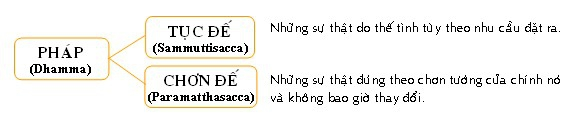 PHÁP
(Dhamma)
TỤC ĐẾ
(Sammuttisacca)
Những sự thật do thế tình tùy theo nhu cầu đặt ra.
CHƠN ĐẾ
(Paramatthasacca)
Những sự thật đúng theo chơn tướng của chính nó
và không bao giờ thay đổi.